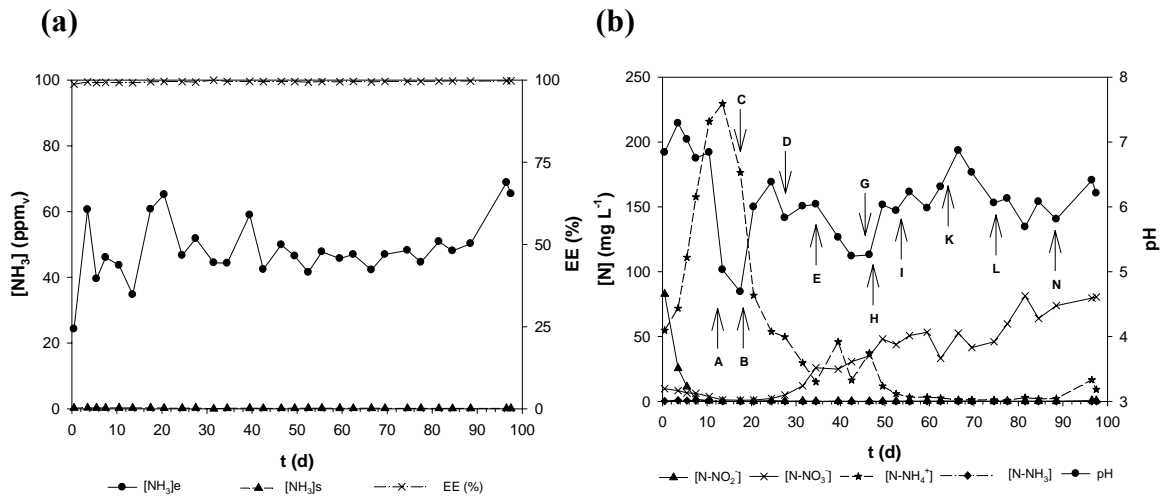 (a)
100
80
60
40
20
0
[NH3] (ppmv)
100
75
50
25
0
EE (%)
0 10 20 30 40 50 60 70 80 90 100
t (d)
[NH3]e [NH3]s EE (%)
(b)
250
200
150
100
50
0
[N] (mg L-1)
8
7
6
5
4
3
pH
C
D
G
K
I
E
L
N
H
A B
0 10 20 30 40 50 60 70 80 90 100
t (d)
[N-NO2-] [N-NO3-] [N-NH4+] [N-NH3] pH